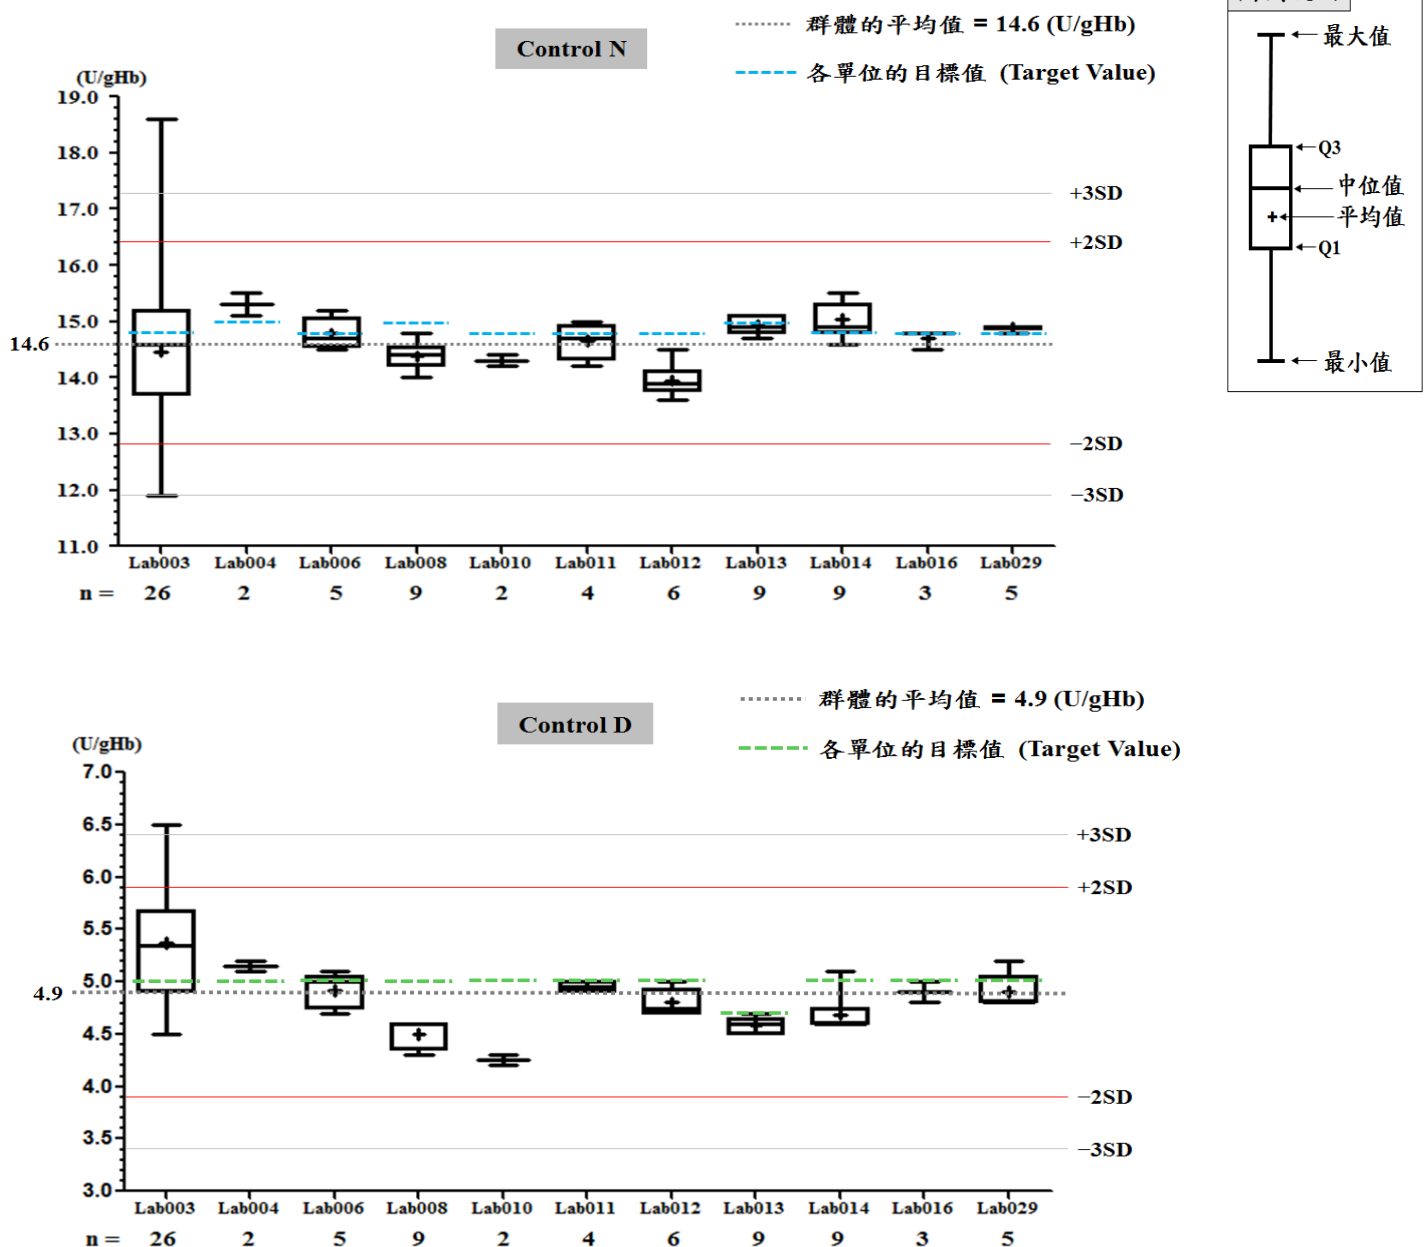 Control N
群體的平均值 = 14.6 (U/gHb)
各單位的目標值 (Target Value)
(U/gHb)
19.0
18.0
17.0
16.0
15.0
14.6
14.0
13.0
12.0
11.0
+3SD
+2SD
−2SD
−3SD
Lab003 Lab004 Lab006 Lab008 Lab010 Lab011 Lab012 Lab013 Lab014 Lab016 Lab029
n = 26 2 5 9 2 4 6 9 9 3 5
最大值
Q3
中位值
平均值
Q1
最小值
Control D
群體的平均值 = 4.9 (U/gHb)
各單位的目標值 (Target Value)
(U/gHb)
7.0
6.5
6.0
5.5
5.0
4.9
4.5
4.0
3.5
3.0
+3SD
+2SD
−2SD
−3SD
Lab003 Lab004 Lab006 Lab008 Lab010 Lab011 Lab012 Lab013 Lab014 Lab016 Lab029
n = 26 2 5 9 2 4 6 9 9 3 5